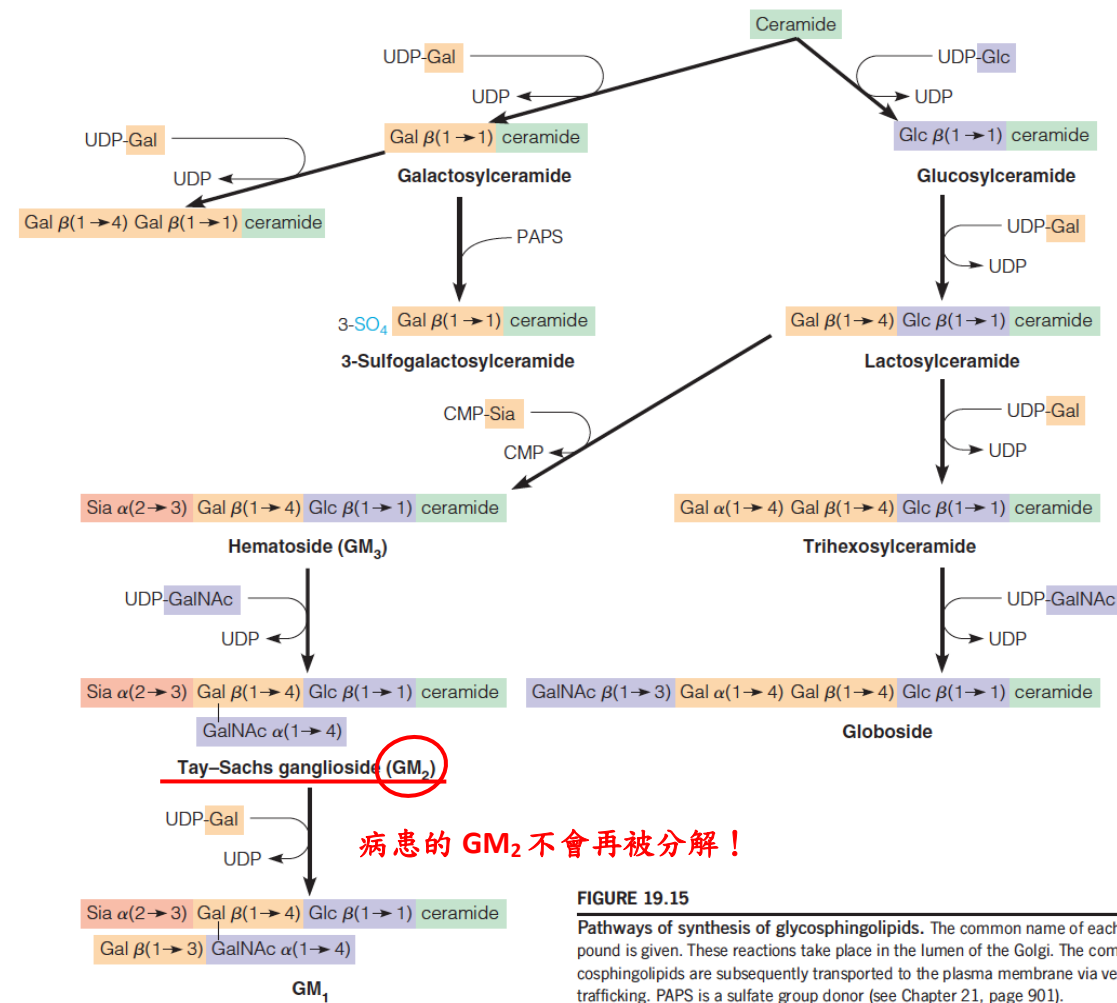 Ceramide
UDP-Gal
UDP
UDP-Glc
UDP
UDP-Gal
UDP
Gal β(1→1) ceramide
Galactosylceramide
Glc β(1→1) ceramide
Glucosylceramide
Gal β(1→4) Gal β(1→1) ceramide
PAPS
UDP-Gal
UDP
3-SO₄ Gal β(1→1) ceramide
3-Sulfogalactosylceramide
Gal β(1→4) Glc β(1→1) ceramide
Lactosylceramide
CMP-Sia
CMP
UDP-Gal
UDP
Sia α(2→3) Gal β(1→4) Glc β(1→1) ceramide
Hematoside (GM₃)
Gal α(1→4) Gal β(1→4) Glc β(1→1) ceramide
Trihexosylceramide
UDP-GalNAc
UDP
UDP-GalNAc
UDP
Sia α(2→3) Gal β(1→4) Glc β(1→1) ceramide
GalNAc α(1→4)
Tay–Sachs ganglioside (GM₂)
GalNAc β(1→3) Gal α(1→4) Gal β(1→4) Glc β(1→1) ceramide
Globoside
UDP-Gal
UDP
病患的 GM₂ 不會再被分解！
Sia α(2→3) Gal β(1→4) Glc β(1→1) ceramide
Gal β(1→3) GalNAc α(1→4)
GM₁
FIGURE 19.15
Pathways of synthesis of glycosphingolipids. The common name of each
pound is given. These reactions take place in the lumen of the Golgi. The com
cosphingolipids are subsequently transported to the plasma membrane via ve
trafficking. PAPS is a sulfate group donor (see Chapter 21, page 901).